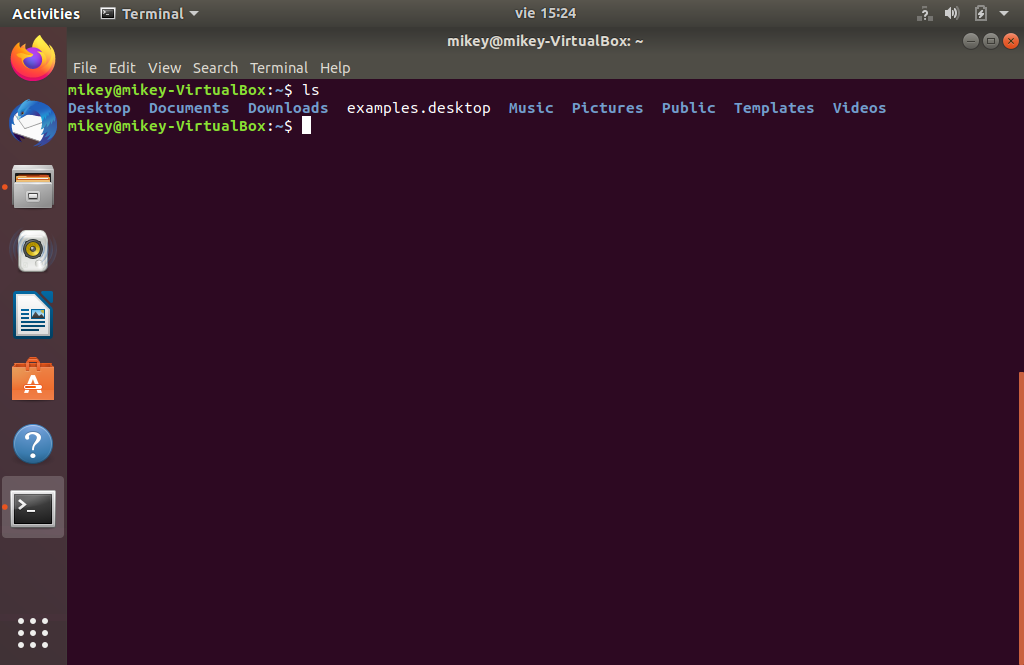 Activities Terminal vie 15:24 ?
mikey@mikey-VirtualBox: ~
File Edit View Search Terminal Help
mikey@mikey-VirtualBox:~$ ls
Desktop Documents Downloads examples.desktop Music Pictures Public Templates Videos
mikey@mikey-VirtualBox:~$
A
?
>_